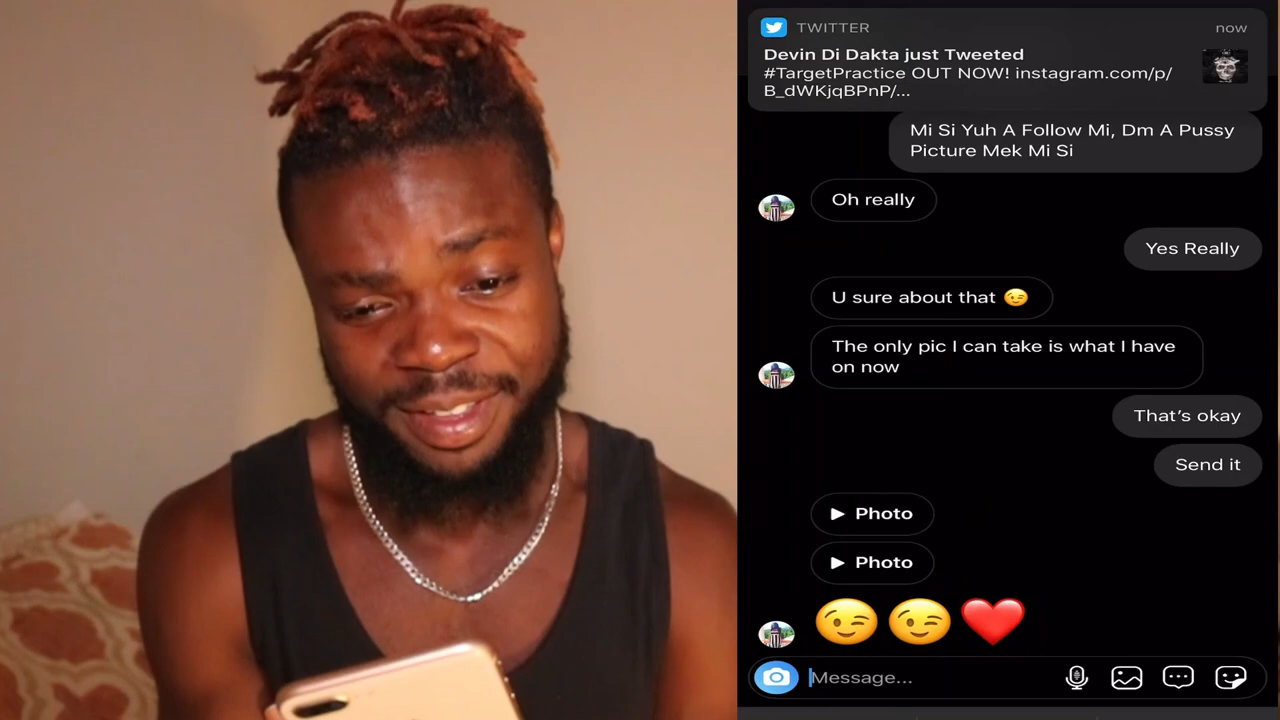 TWITTER
now
Devin Di Dakta just Tweeted
#TargetPractice OUT NOW! instagram.com/p/
B_dWKjqBPnP/...
Mi Si Yuh A Follow Mi, Dm A Pussy
Picture Mek Mi Si
Oh really
Yes Really
U sure about that 😉
The only pic I can take is what I have
on now
That's okay
Send it
▶ Photo
▶ Photo
😉 😉 ❤️
Message...